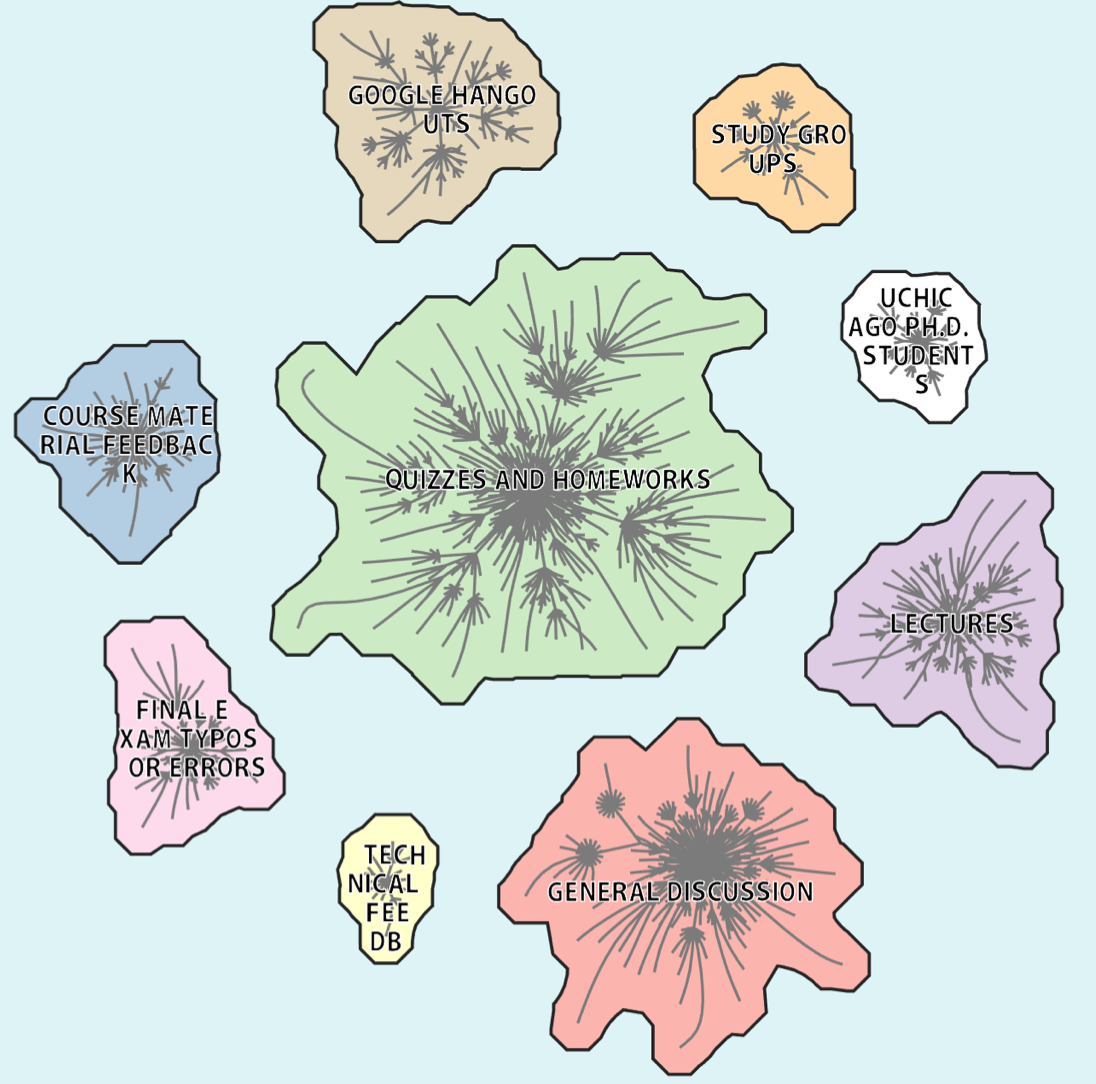 GOOGLE HANGO
UTS
STUDY GRO
UPS
UCHIC
AGO PH.D.
STUDENT
S
COURSE MATE
RIAL FEEDBAC
K
QUIZZES AND HOMEWORKS
LECTURES
FINAL E
XAM TYPOS
OR ERRORS
TECH
NICAL
FEE
DB
GENERAL DISCUSSION